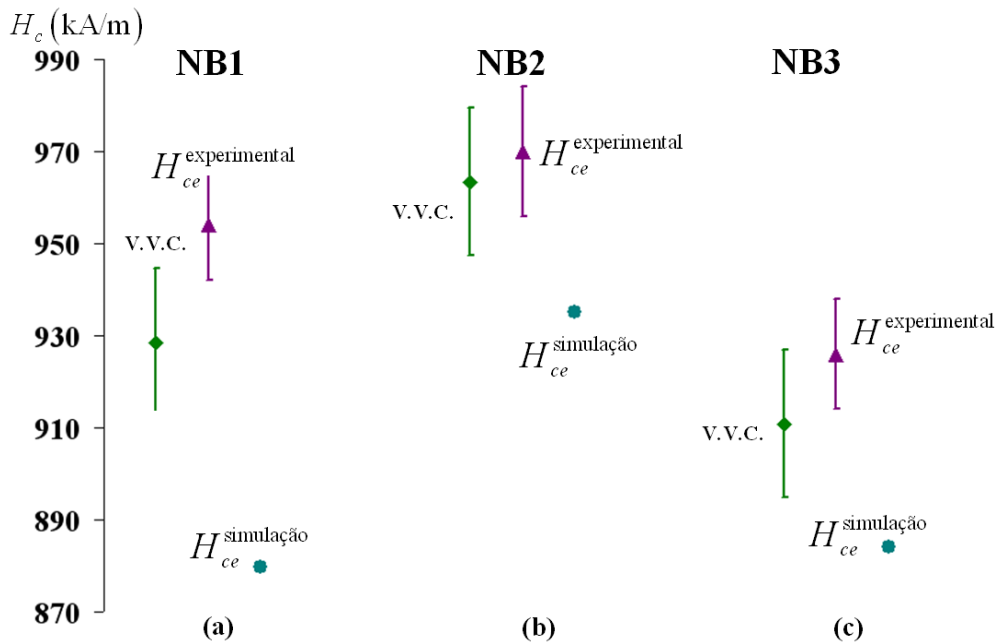 H_c (kA/m)
990
NB1
NB2
NB3
970
H_ce^experimental
H_ce^experimental
v.v.c.
950
v.v.c.
930
H_ce^experimental
H_ce^simulação
910
v.v.c.
890
H_ce^simulação
H_ce^simulação
870
(a)
(b)
(c)